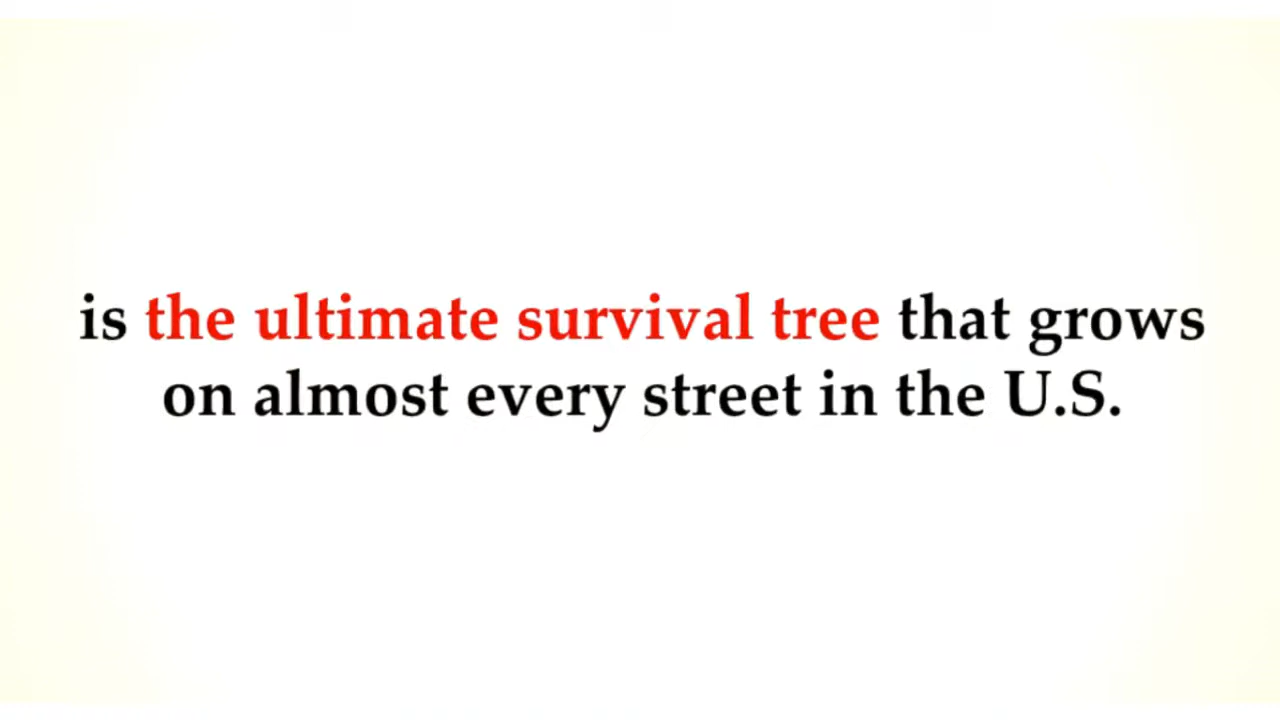 is the ultimate survival tree that grows
on almost every street in the U.S.